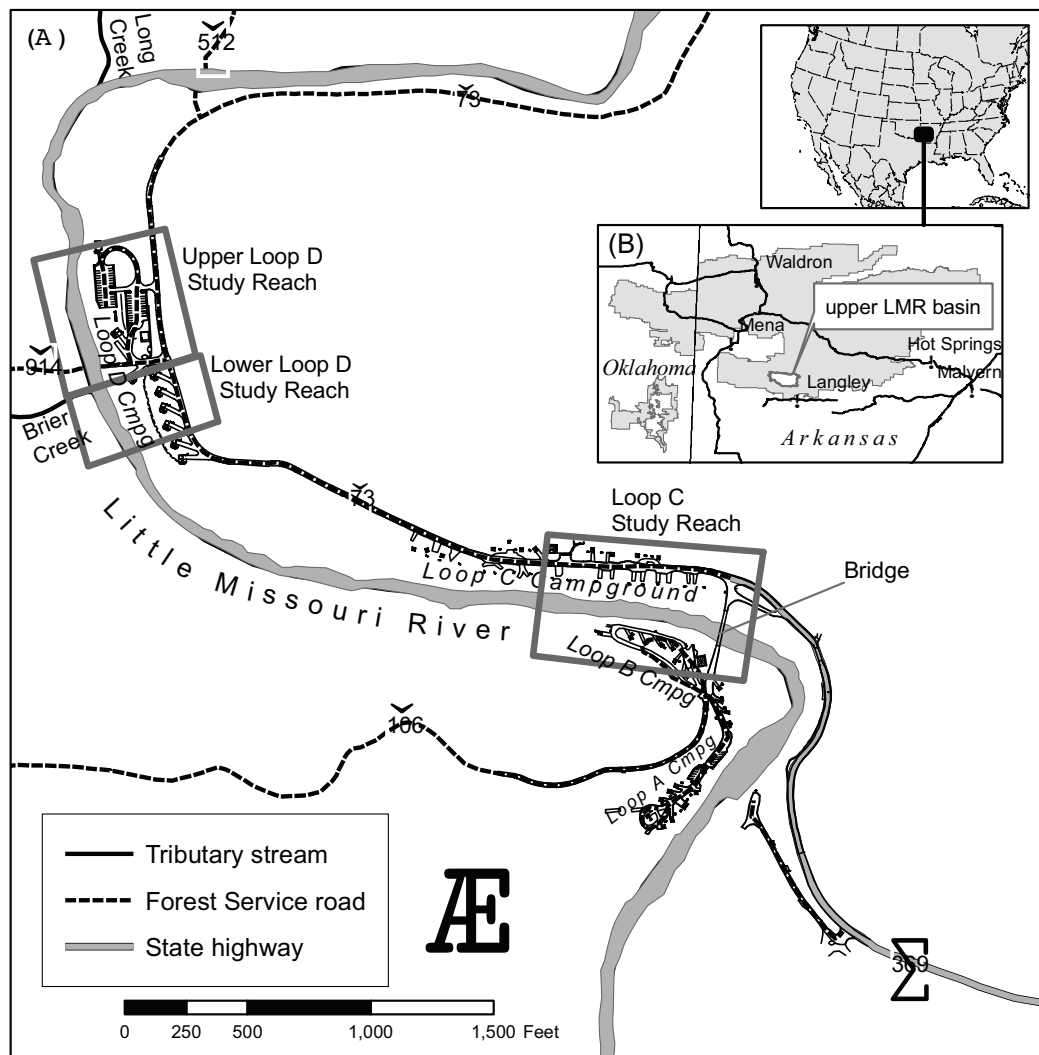 (A)
Long
Creek
512
73
Upper Loop D
Study Reach
Loop D Cmpg
914
Lower Loop D
Study Reach
Brier
Creek
73
Little Missouri River
Loop C
Study Reach
Loop C Campground
Bridge
Loop B Cmpg
106
Loop A Cmpg
369
(B)
Waldron
upper LMR basin
Mena
Hot Springs
Oklahoma
Langley
Malvern
Arkansas
Tributary stream
Forest Service road
State highway
Æ
Σ
0 250 500 1,000 1,500 Feet